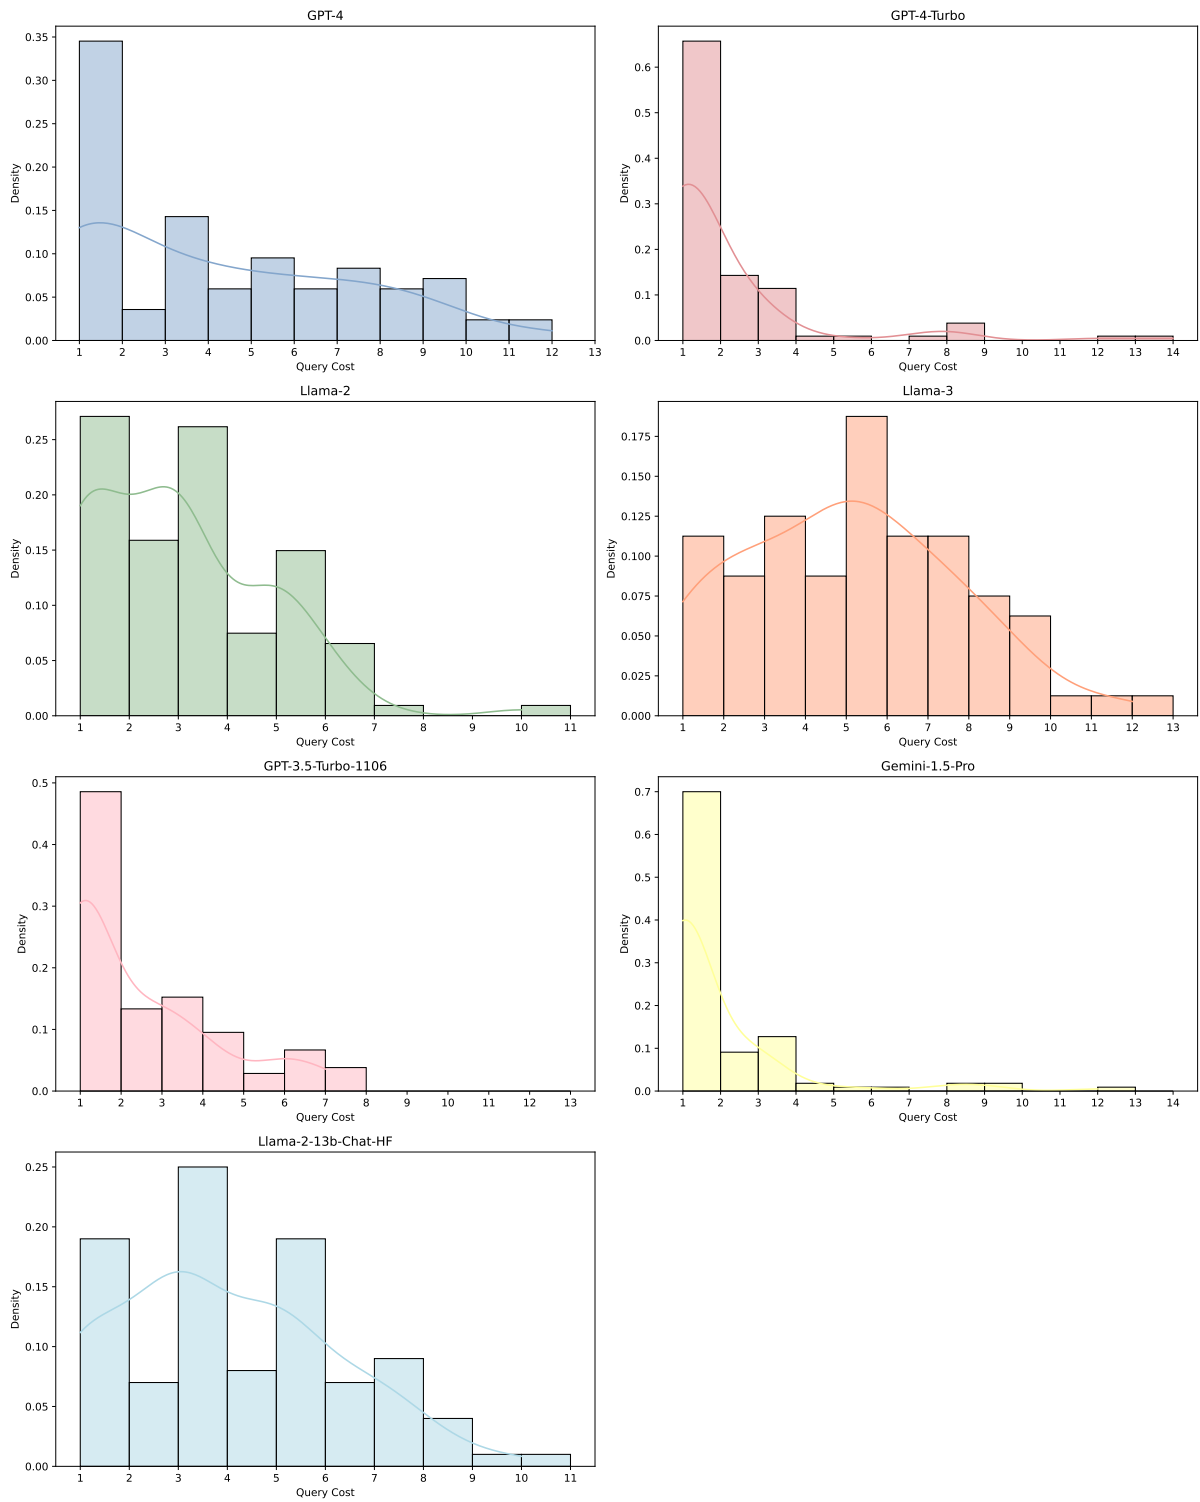 GPT-4
0.35
0.30
0.25
0.20
0.15
0.10
0.05
0.00
Density
1 2 3 4 5 6 7 8 9 10 11 12 13
Query Cost
GPT-4-Turbo
0.6
0.5
0.4
0.3
0.2
0.1
0.0
Density
1 2 3 4 5 6 7 8 9 10 11 12 13 14
Query Cost
Llama-2
0.25
0.20
0.15
0.10
0.05
0.00
Density
1 2 3 4 5 6 7 8 9 10 11
Query Cost
Llama-3
0.175
0.150
0.125
0.100
0.075
0.050
0.025
0.000
Density
1 2 3 4 5 6 7 8 9 10 11 12 13
Query Cost
GPT-3.5-Turbo-1106
0.5
0.4
0.3
0.2
0.1
0.0
Density
1 2 3 4 5 6 7 8 9 10 11 12 13
Query Cost
Gemini-1.5-Pro
0.7
0.6
0.5
0.4
0.3
0.2
0.1
0.0
Density
1 2 3 4 5 6 7 8 9 10 11 12 13 14
Query Cost
Llama-2-13b-Chat-HF
0.25
0.20
0.15
0.10
0.05
0.00
Density
1 2 3 4 5 6 7 8 9 10 11
Query Cost